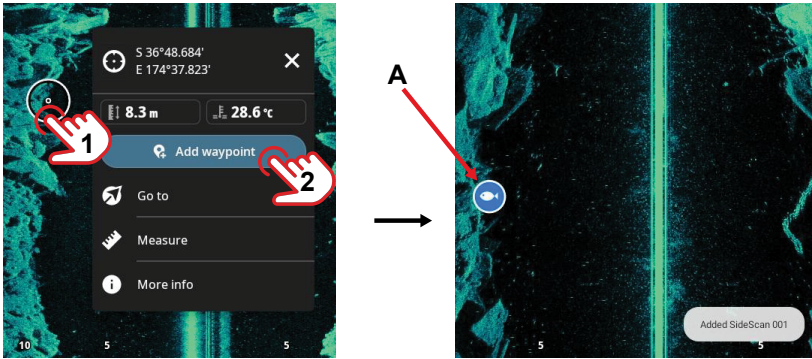 S 36°48.684'
E 174°37.823'
8.3 m
28.6 °C
1
Add waypoint
2
Go to
Measure
More info
10
5
5
A
Added SideScan 001
5
5